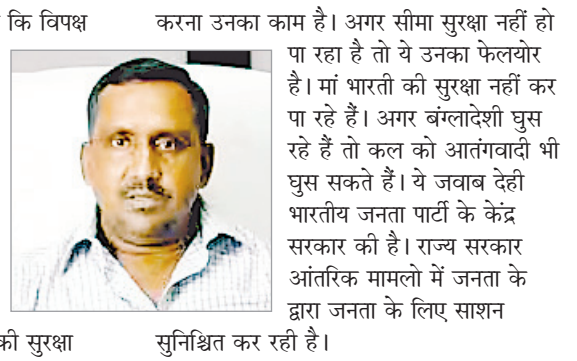 कि विपक्ष
की सुरक्षा
करना उनका काम है। अगर सीमा सुरक्षा नहीं हो
पा रहा है तो ये उनका फेलयोर
है। मां भारती की सुरक्षा नहीं कर
पा रहे हैं। अगर बंग्लादेशी घुस
रहे हैं तो कल को आतंगवादी भी
घुस सकते हैं। ये जवाब देही
भारतीय जनता पार्टी के केंद्र
सरकार की है। राज्य सरकार
आंतरिक मामलो में जनता के
द्वारा जनता के लिए साशन
सुनिश्चित कर रही है।